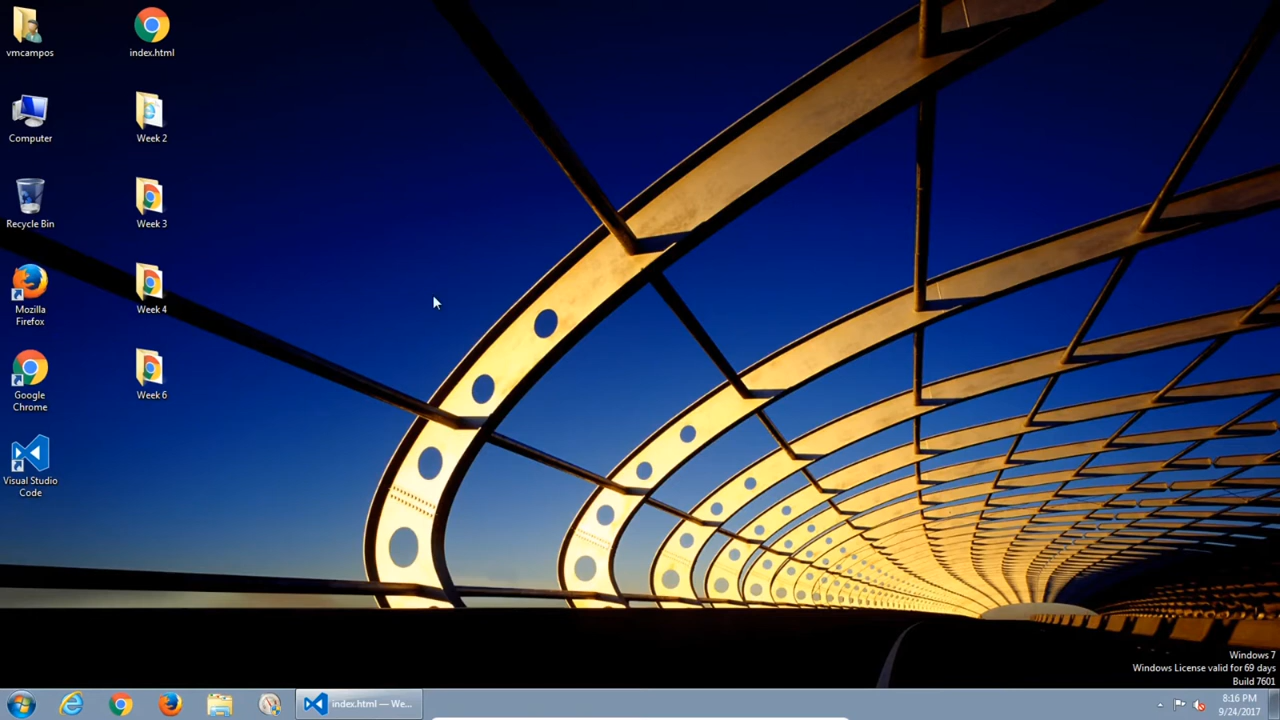 vmcampos
index.html
Computer
Week 2
Recycle Bin
Week 3
Mozilla
Firefox
Week 4
Google
Chrome
Week 6
Visual Studio
Code
Windows 7
Windows License valid for 69 days
Build 7601
index.html — We...
8:16 PM
9/24/2017